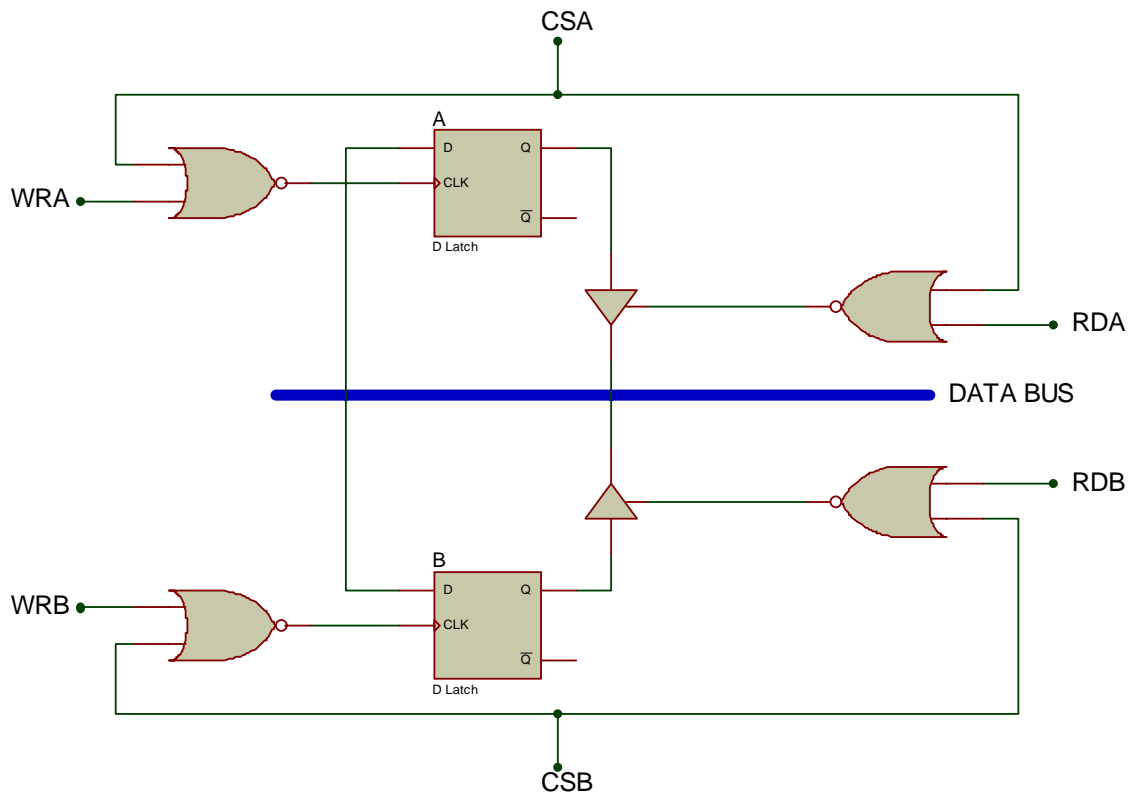 CSA
A
D
Q
WRA
CLK
Q
D Latch
RDA
DATA BUS
RDB
B
D
Q
WRB
CLK
Q
D Latch
CSB